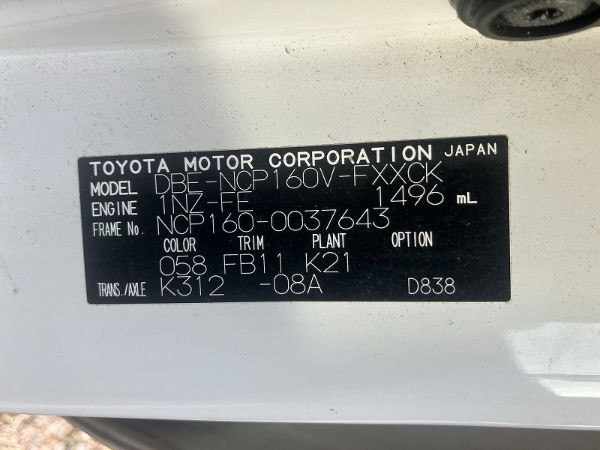 TOYOTA MOTOR CORPORATION JAPAN
MODEL DBE-NCP160V-FXXCK
ENGINE 1NZ-FE 1496 mL
FRAME No. NCP160-0037643
COLOR TRIM PLANT OPTION
058 FB11 K21
TRANS./AXLE K312 -08A D838